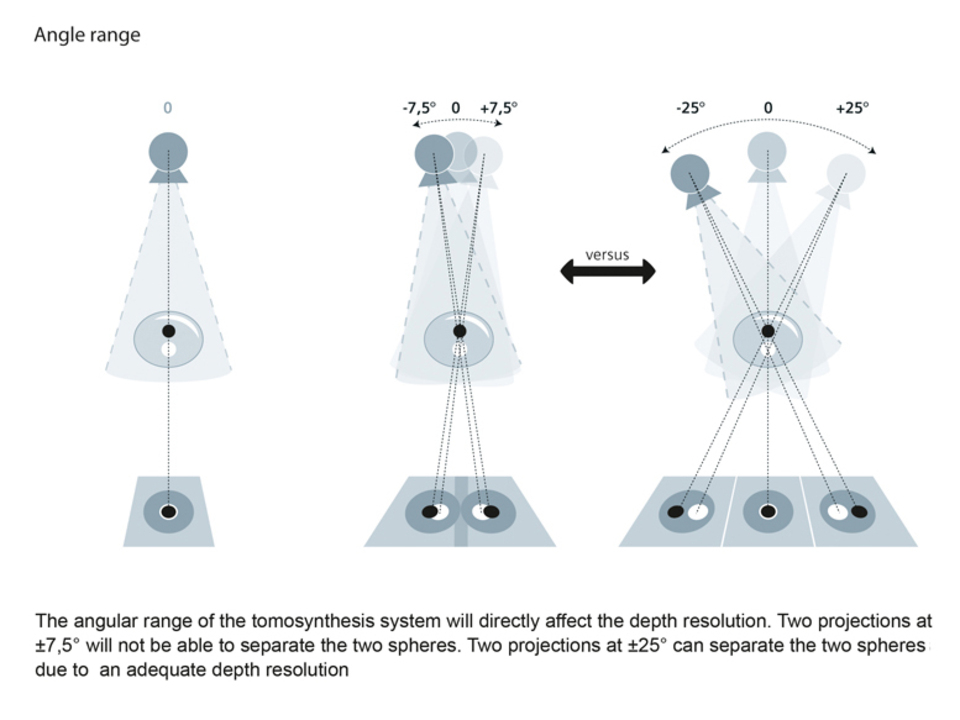 Angle range
0
-7,5° 0 +7,5°
-25° 0 +25°
versus
The angular range of the tomosynthesis system will directly affect the depth resolution. Two projections at
±7,5° will not be able to separate the two spheres. Two projections at ±25° can separate the two spheres
due to  an adequate depth resolution